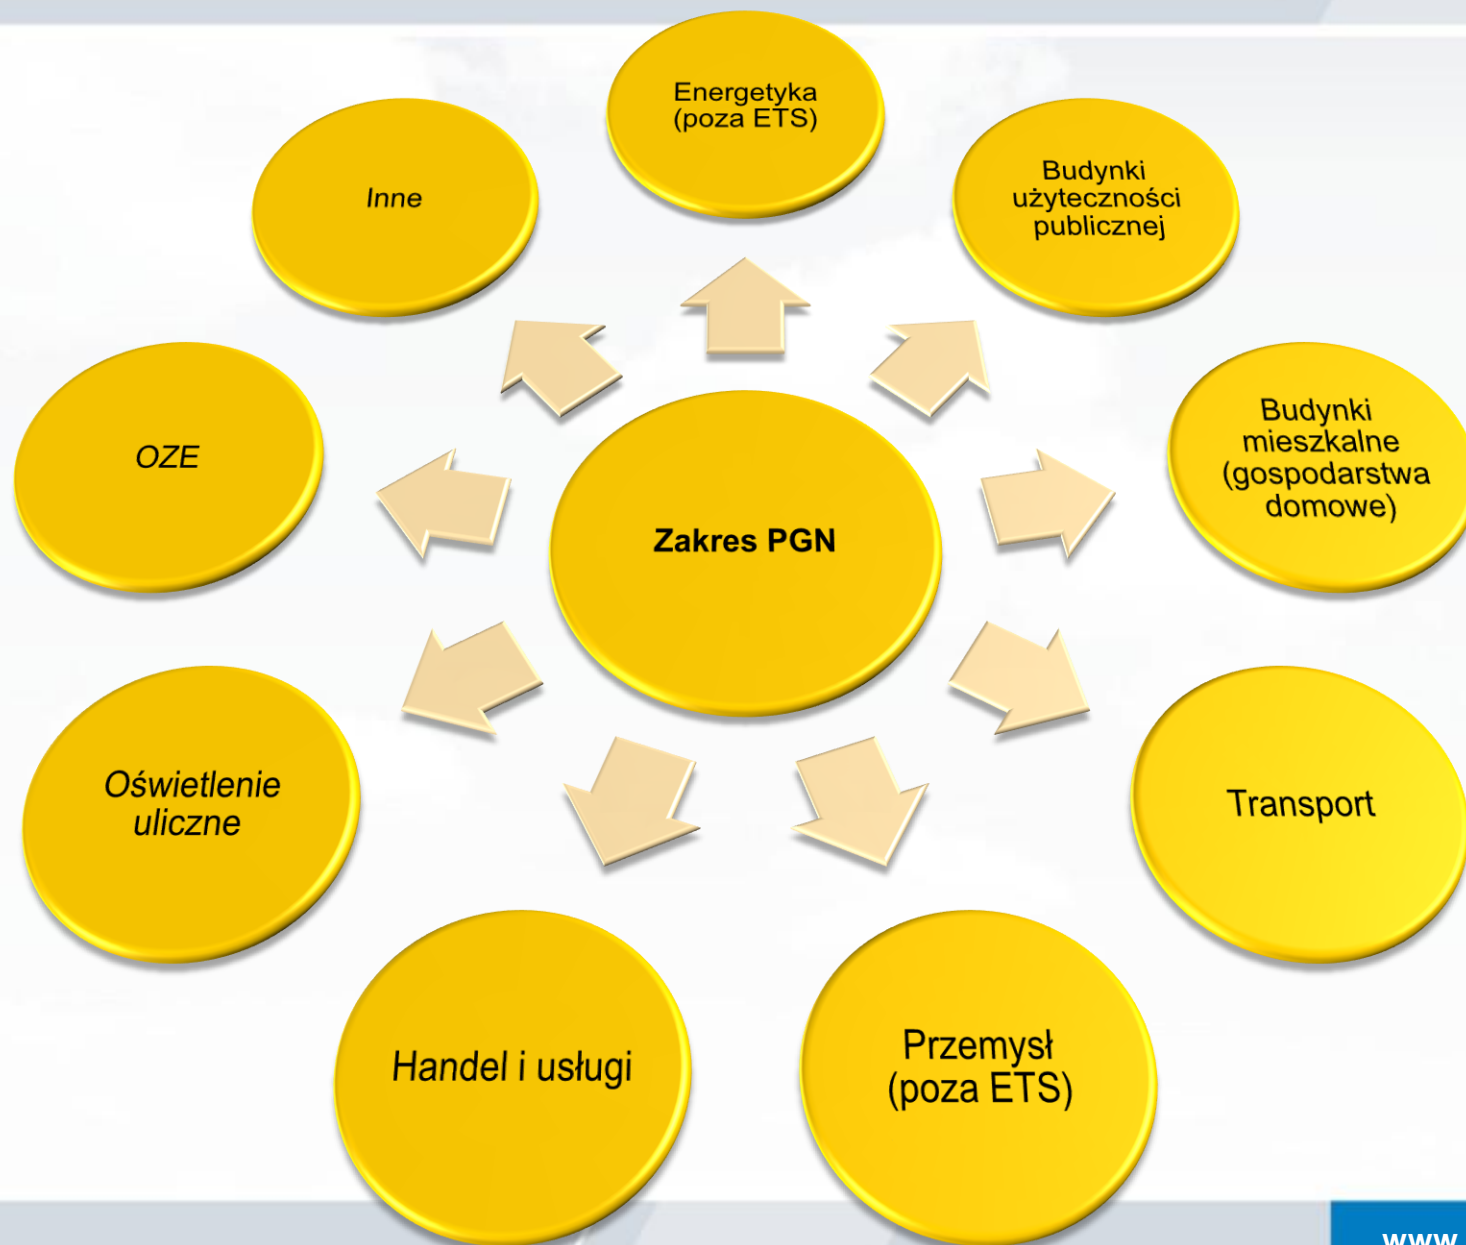 Energetyka
(poza ETS)
Budynki
użyteczności
publicznej
Budynki
mieszkalne
(gospodarstwa
domowe)
Transport
Przemysł
(poza ETS)
Handel i usługi
Oświetlenie
uliczne
OZE
Inne
Zakres PGN
www.